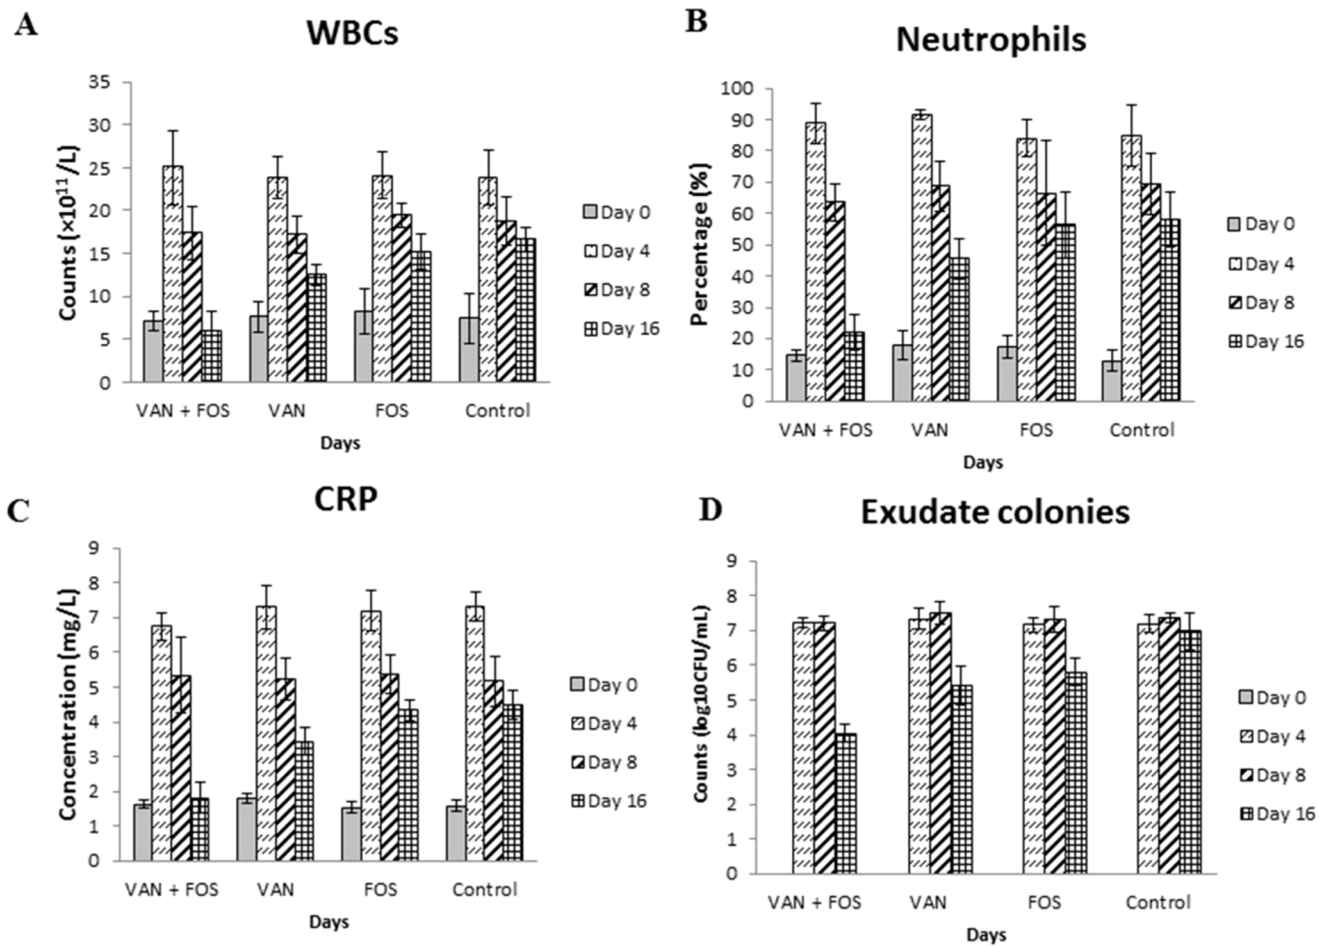 A
WBCs
Counts (×10¹¹/L)
35
30
25
20
15
10
5
0
VAN + FOS
VAN
FOS
Control
Days
Day 0
Day 4
Day 8
Day 16
B
Neutrophils
Percentage (%)
100
90
80
70
60
50
40
30
20
10
0
VAN + FOS
VAN
FOS
Control
Days
Day 0
Day 4
Day 8
Day 16
C
CRP
Concentration (mg/L)
9
8
7
6
5
4
3
2
1
0
VAN + FOS
VAN
FOS
Control
Days
Day 0
Day 4
Day 8
Day 16
D
Exudate colonies
Counts (log10CFU/mL)
9
8
7
6
5
4
3
2
1
0
VAN + FOS
VAN
FOS
Control
Days
Day 0
Day 4
Day 8
Day 16